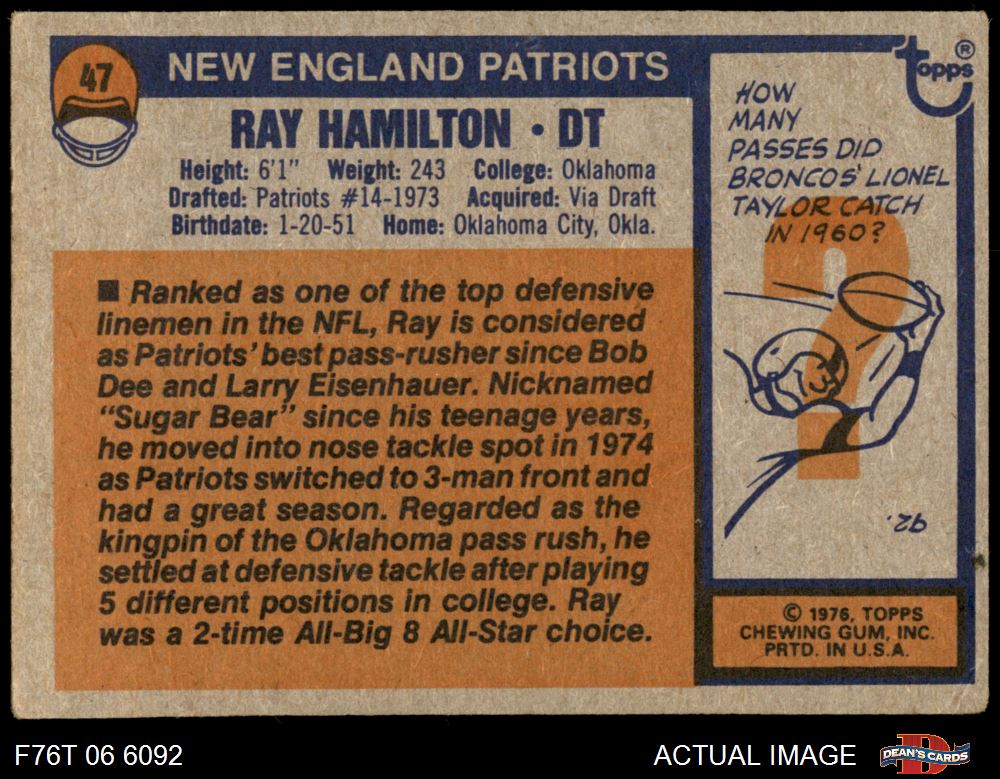 47
NEW ENGLAND PATRIOTS
RAY HAMILTON • DT
Height: 6'1" Weight: 243 College: Oklahoma
Drafted: Patriots #14-1973 Acquired: Via Draft
Birthdate: 1-20-51 Home: Oklahoma City, Okla.
■ Ranked as one of the top defensive
linemen in the NFL, Ray is considered
as Patriots' best pass-rusher since Bob
Dee and Larry Eisenhauer. Nicknamed
"Sugar Bear" since his teenage years,
he moved into nose tackle spot in 1974
as Patriots switched to 3-man front and
had a great season. Regarded as the
kingpin of the Oklahoma pass rush, he
settled at defensive tackle after playing
5 different positions in college. Ray
was a 2-time All-Big 8 All-Star choice.
topps®
HOW
MANY
PASSES DID
BRONCOS' LIONEL
TAYLOR CATCH
IN 1960?
?
92.
© 1976, TOPPS
CHEWING GUM, INC.
PRTD. IN U.S.A.
F76T 06 6092
ACTUAL IMAGE
DEAN'S CARDS